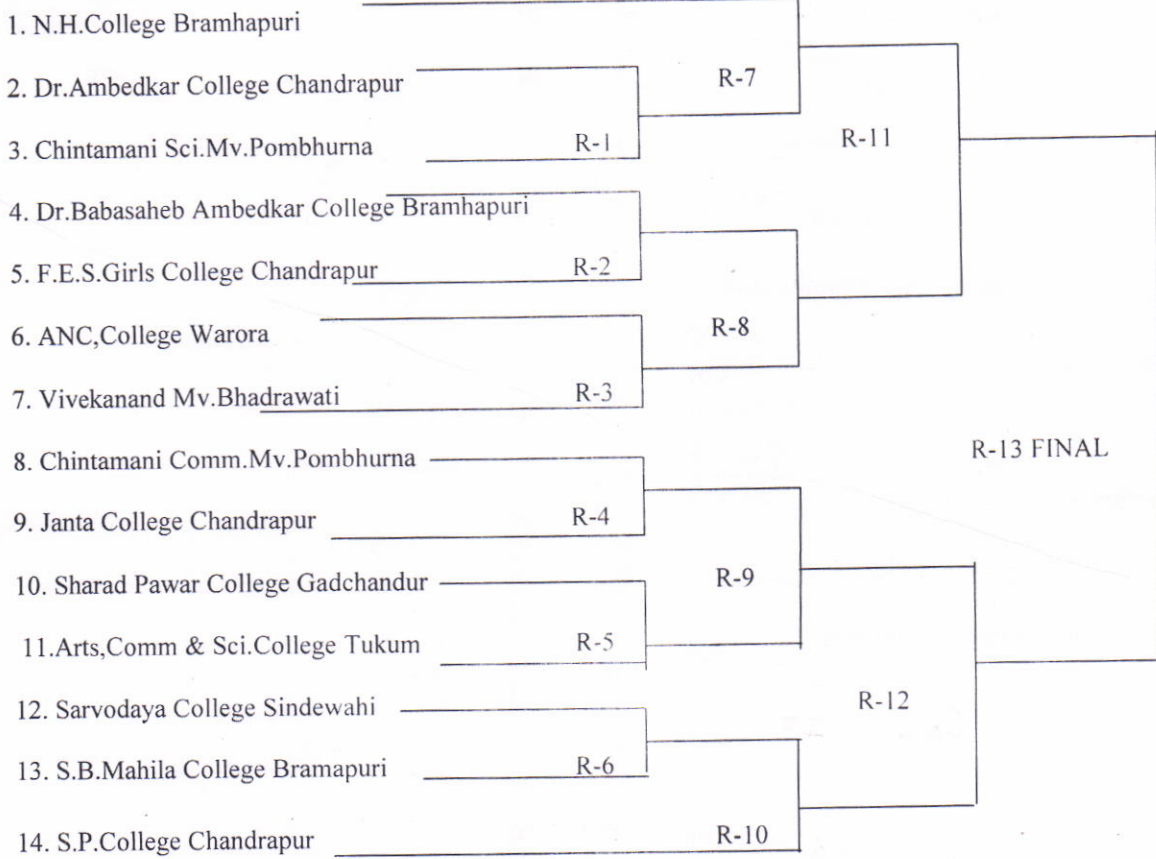 1. N.H.College Bramhapuri
2. Dr.Ambedkar College Chandrapur
R-7
3. Chintamani Sci.Mv.Pombhurna
R-1
R-11
4. Dr.Babasaheb Ambedkar College Bramhapuri
5. F.E.S.Girls College Chandrapur
R-2
6. ANC,College Warora
R-8
7. Vivekanand Mv.Bhadrawati
R-3
8. Chintamani Comm.Mv.Pombhurna
R-13 FINAL
9. Janta College Chandrapur
R-4
10. Sharad Pawar College Gadchandur
R-9
11.Arts,Comm & Sci.College Tukum
R-5
12. Sarvodaya College Sindewahi
R-12
13. S.B.Mahila College Bramapuri
R-6
14. S.P.College Chandrapur
R-10